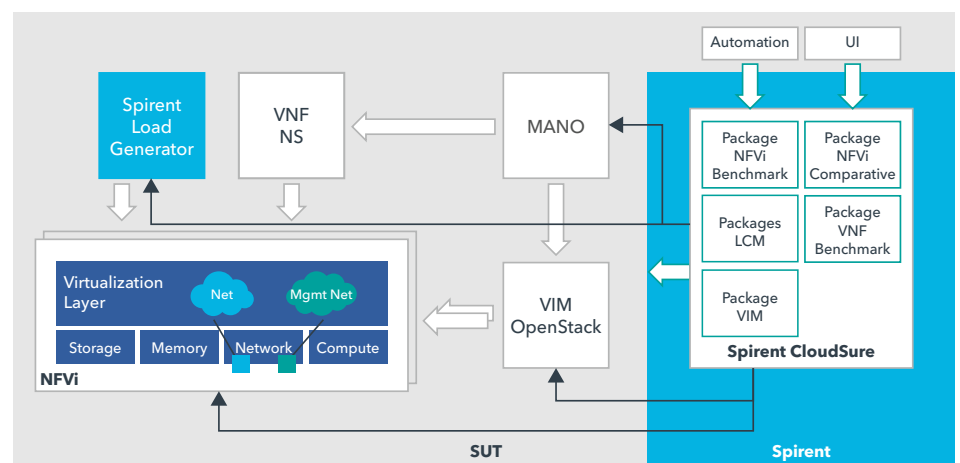 Automation
UI
Spirent
Load
Generator
VNF
NS
MANO
Package
NFVi
Benchmark
Package
NFVi
Comparative
Packages
LCM
Package
VNF
Benchmark
Package
VIM
Spirent CloudSure
Virtualization
Layer
Net
Mgmt Net
Storage
Memory
Network
Compute
NFVi
VIM
OpenStack
SUT
Spirent